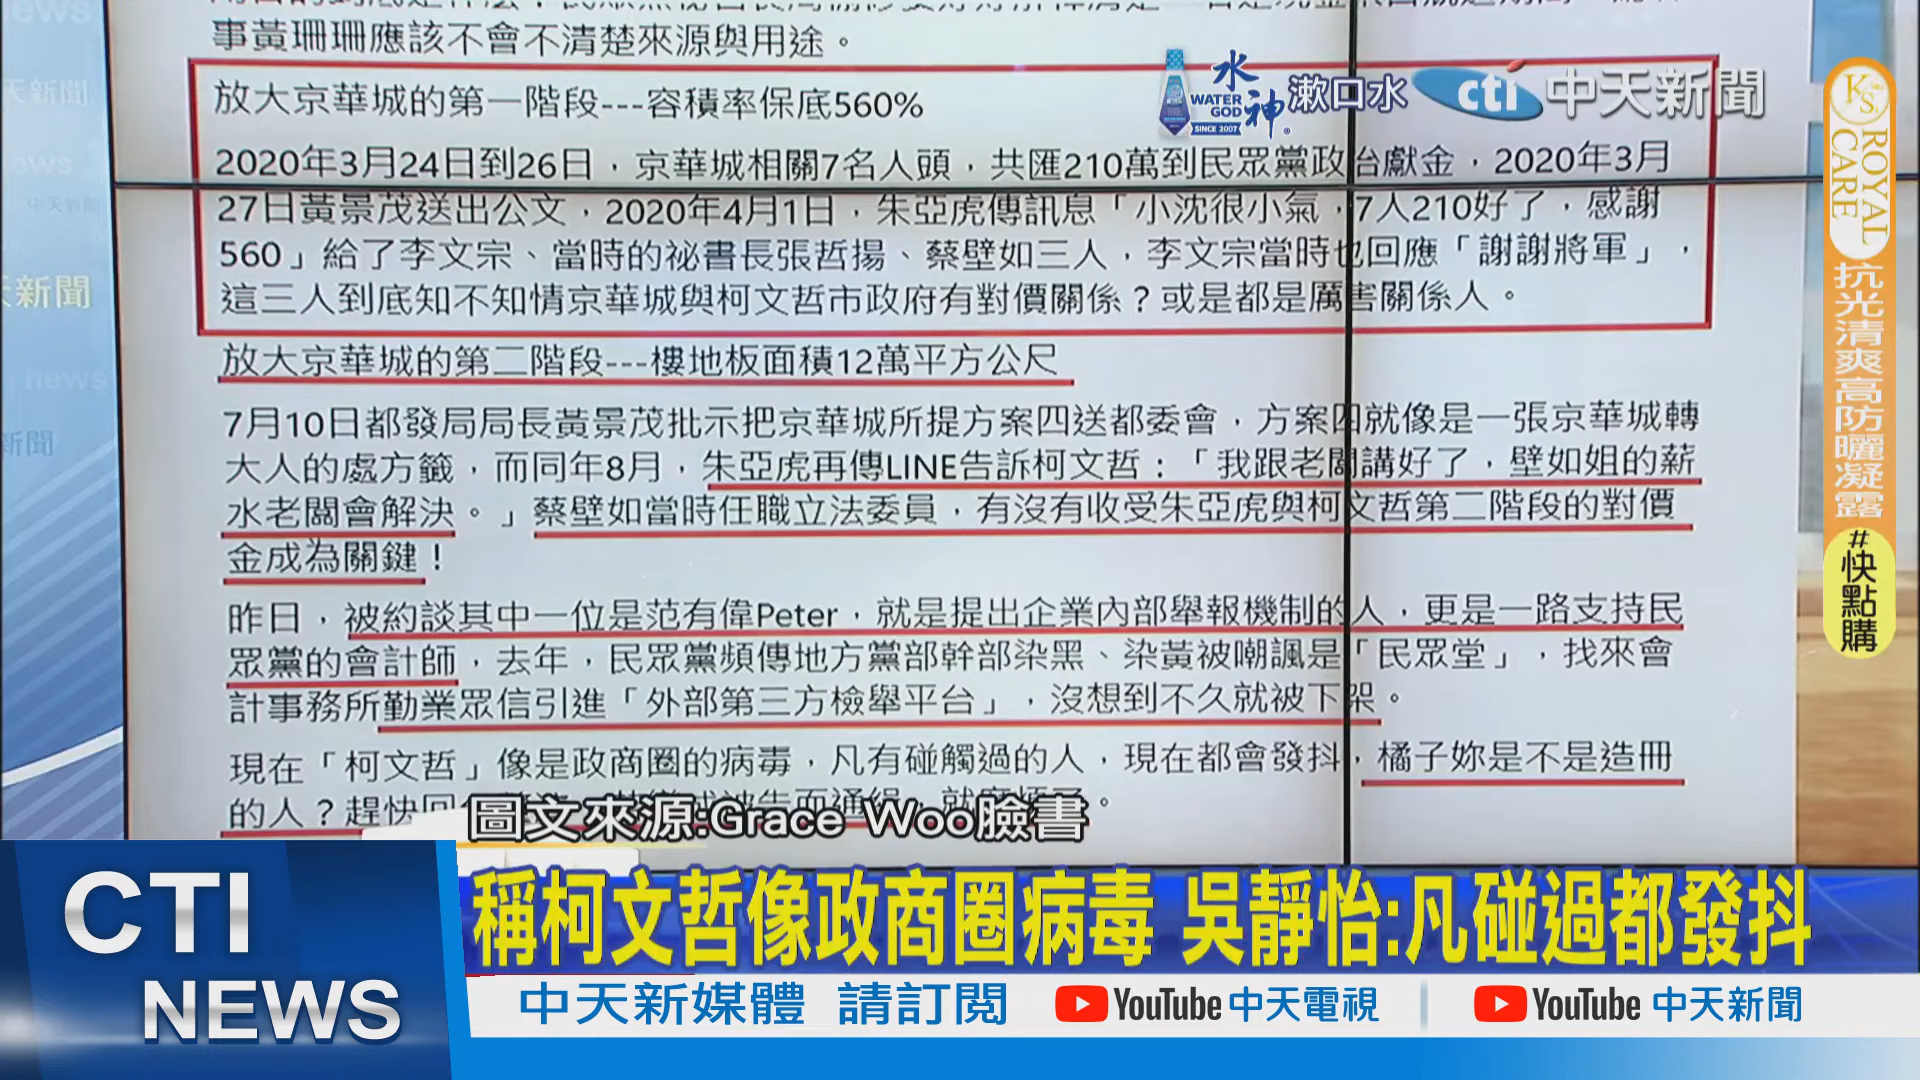 事黃珊珊應該不會不清楚來源與用途。
放大京華城的第一階段---容積率保底560%
2020年3月24日到26日，京華城相關7名人頭，共匯210萬到民眾黨政治獻金，2020年3月
27日黃景茂送出公文，2020年4月1日，朱亞虎傳訊息「小沈很小氣，7人210好了，感謝
560」給了李文宗、當時的祕書長張哲揚、蔡壁如三人，李文宗當時也回應「謝謝將軍」，
這三人到底知不知情京華城與柯文哲市政府有對價關係？或是都是厲害關係人。
放大京華城的第二階段---樓地板面積12萬平方公尺
7月10日都發局局長黃景茂批示把京華城所提方案四送都委會，方案四就像是一張京華城轉
大人的處方籤，而同年8月，朱亞虎再傳LINE告訴柯文哲：「我跟老闆講好了，壁如姐的薪
水老闆會解決。」蔡壁如當時任職立法委員，有沒有收受朱亞虎與柯文哲第二階段的對價
金成為關鍵！
昨日，被約談其中一位是范有偉Peter，就是提出企業內部舉報機制的人，更是一路支持民
眾黨的會計師，去年，民眾黨頻傳地方黨部幹部染黑、染黃被嘲諷是「民眾堂」，找來會
計事務所勤業眾信引進「外部第三方檢舉平台」，沒想到不久就被下架。
現在「柯文哲」像是政商圈的病毒，凡有碰觸過的人，現在都會發抖，橘子妳是不是造冊
的人？趕快回
圖文來源:Grace Woo臉書
水神
WATER GOD
SINCE 2007
漱口水
cti 中天新聞
KS
ROYAL CARE
抗光清爽高防曬凝露
#快點購
天新聞
中天新聞
天新聞
news
新聞
CTI NEWS
稱柯文哲像政商圈病毒 吳靜怡:凡碰過都發抖
中天新媒體 請訂閱 YouTube 中天電視 YouTube 中天新聞